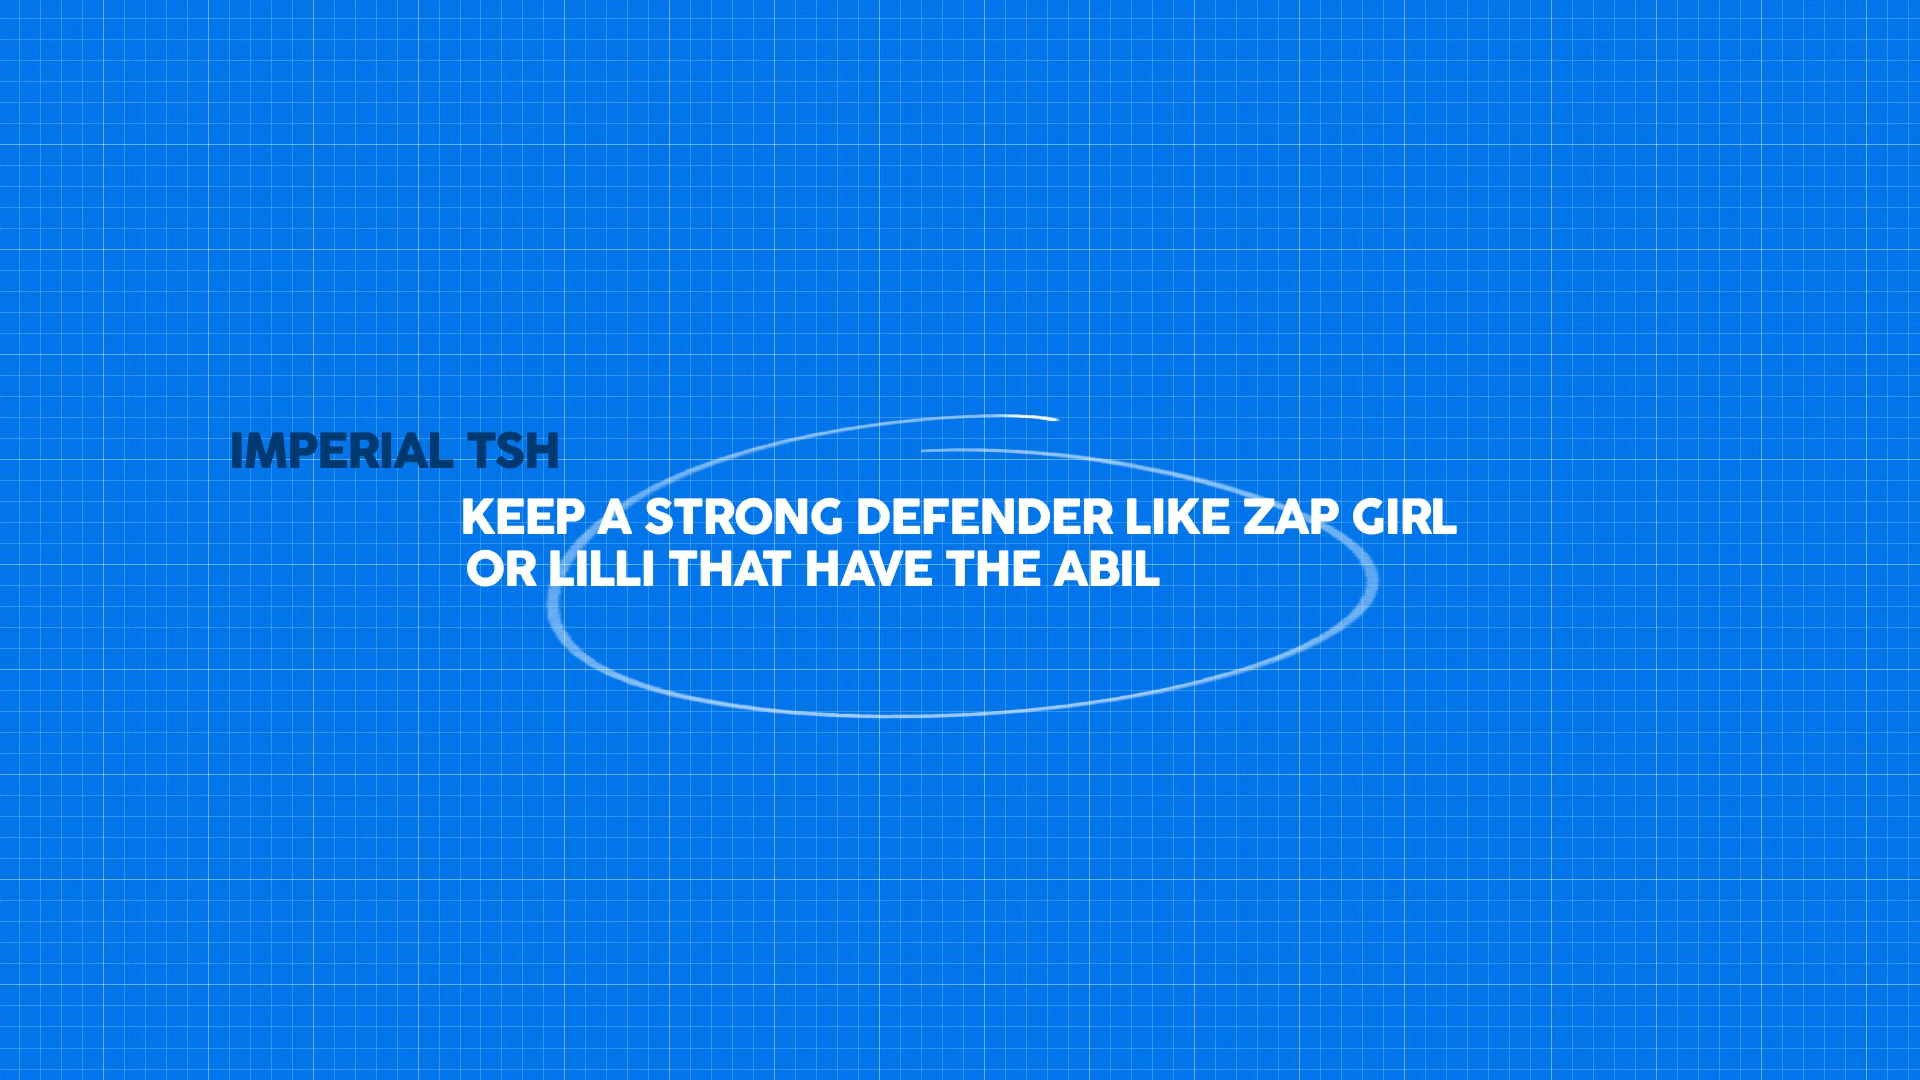 IMPERIAL TSH
KEEP A STRONG DEFENDER LIKE ZAP GIRL
OR LILLI THAT HAVE THE ABIL